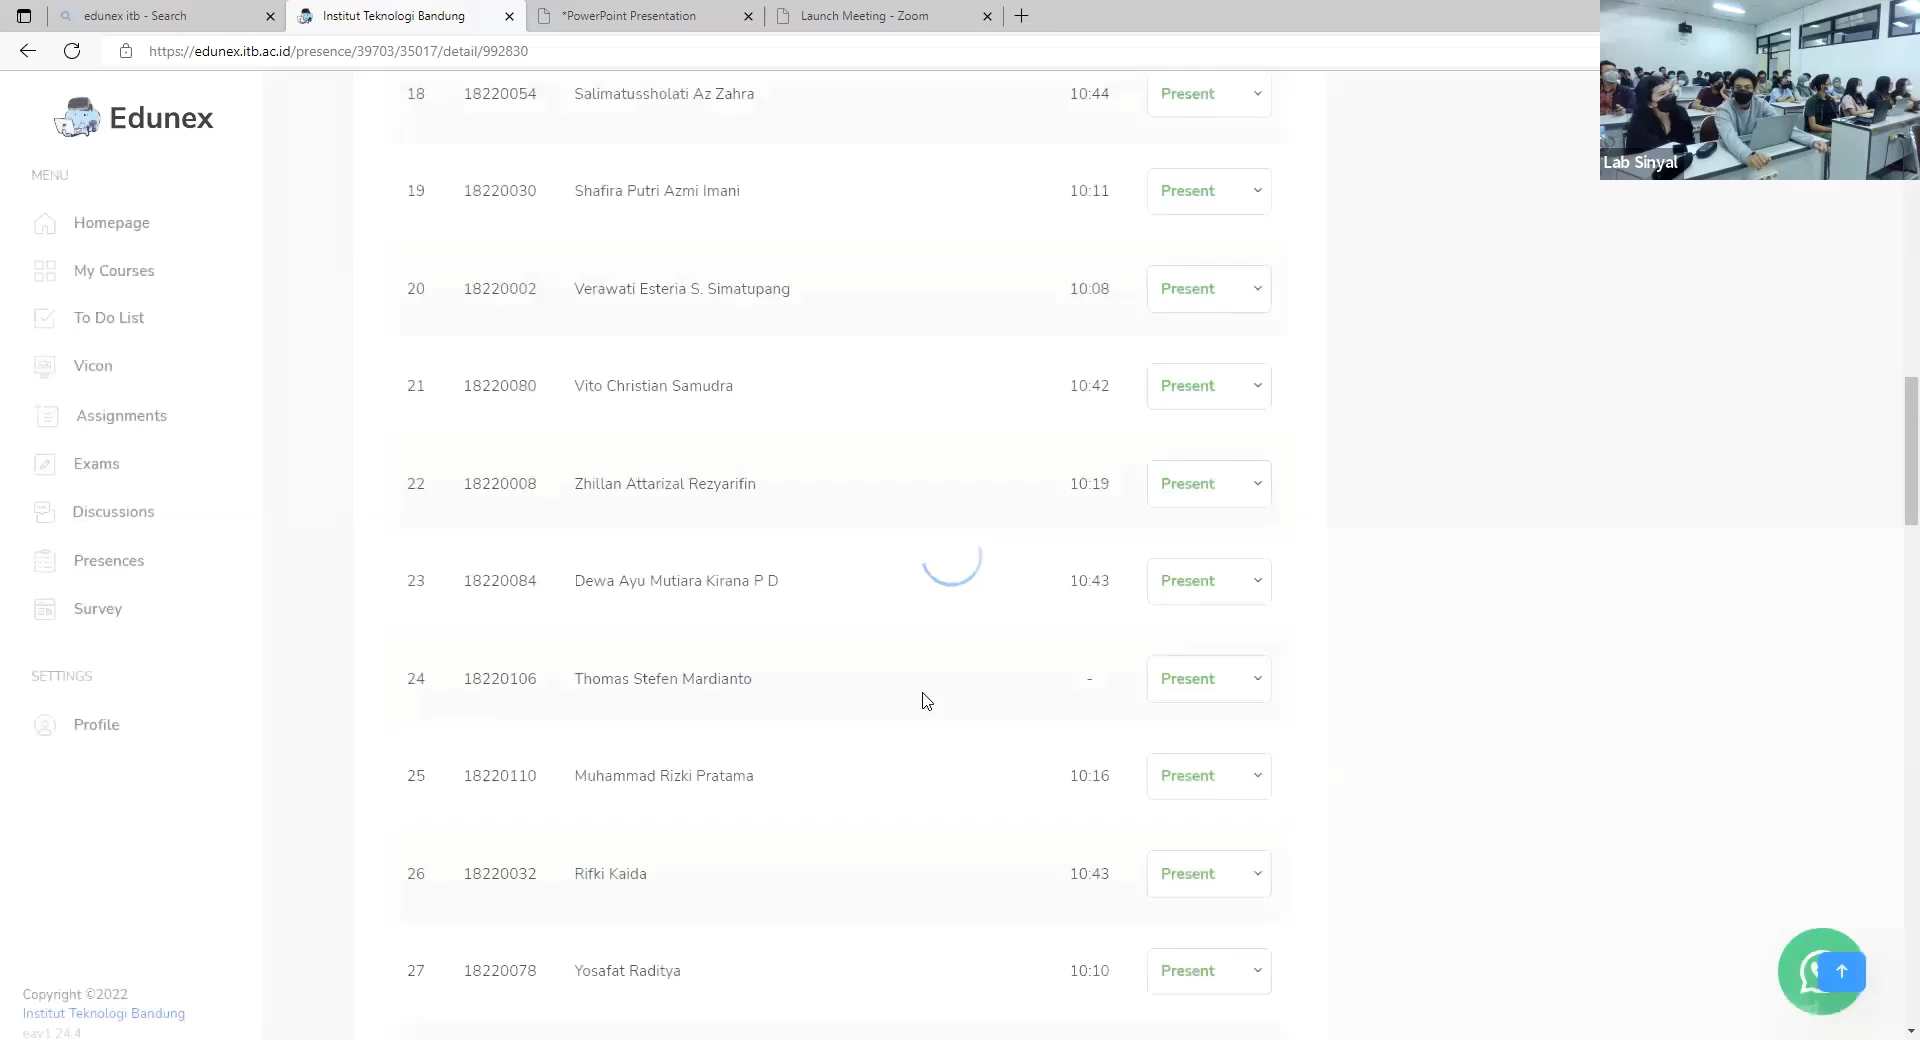 edunex itb - Search
Institut Teknologi Bandung
*PowerPoint Presentation
Launch Meeting - Zoom
https://edunex.itb.ac.id/presence/39703/35017/detail/992830
Edunex
MENU
Homepage
My Courses
To Do List
Vicon
Assignments
Exams
Discussions
Presences
Survey
SETTINGS
Profile
Copyright ©2022
Institut Teknologi Bandung
eav1.24.4
18 18220054 Salimatussholati Az Zahra 10:44 Present
19 18220030 Shafira Putri Azmi Imani 10:11 Present
20 18220002 Verawati Esteria S. Simatupang 10:08 Present
21 18220080 Vito Christian Samudra 10:42 Present
22 18220008 Zhillan Attarizal Rezyarifin 10:19 Present
23 18220084 Dewa Ayu Mutiara Kirana P D 10:43 Present
24 18220106 Thomas Stefen Mardianto - Present
25 18220110 Muhammad Rizki Pratama 10:16 Present
26 18220032 Rifki Kaida 10:43 Present
27 18220078 Yosafat Raditya 10:10 Present
Lab Sinyal